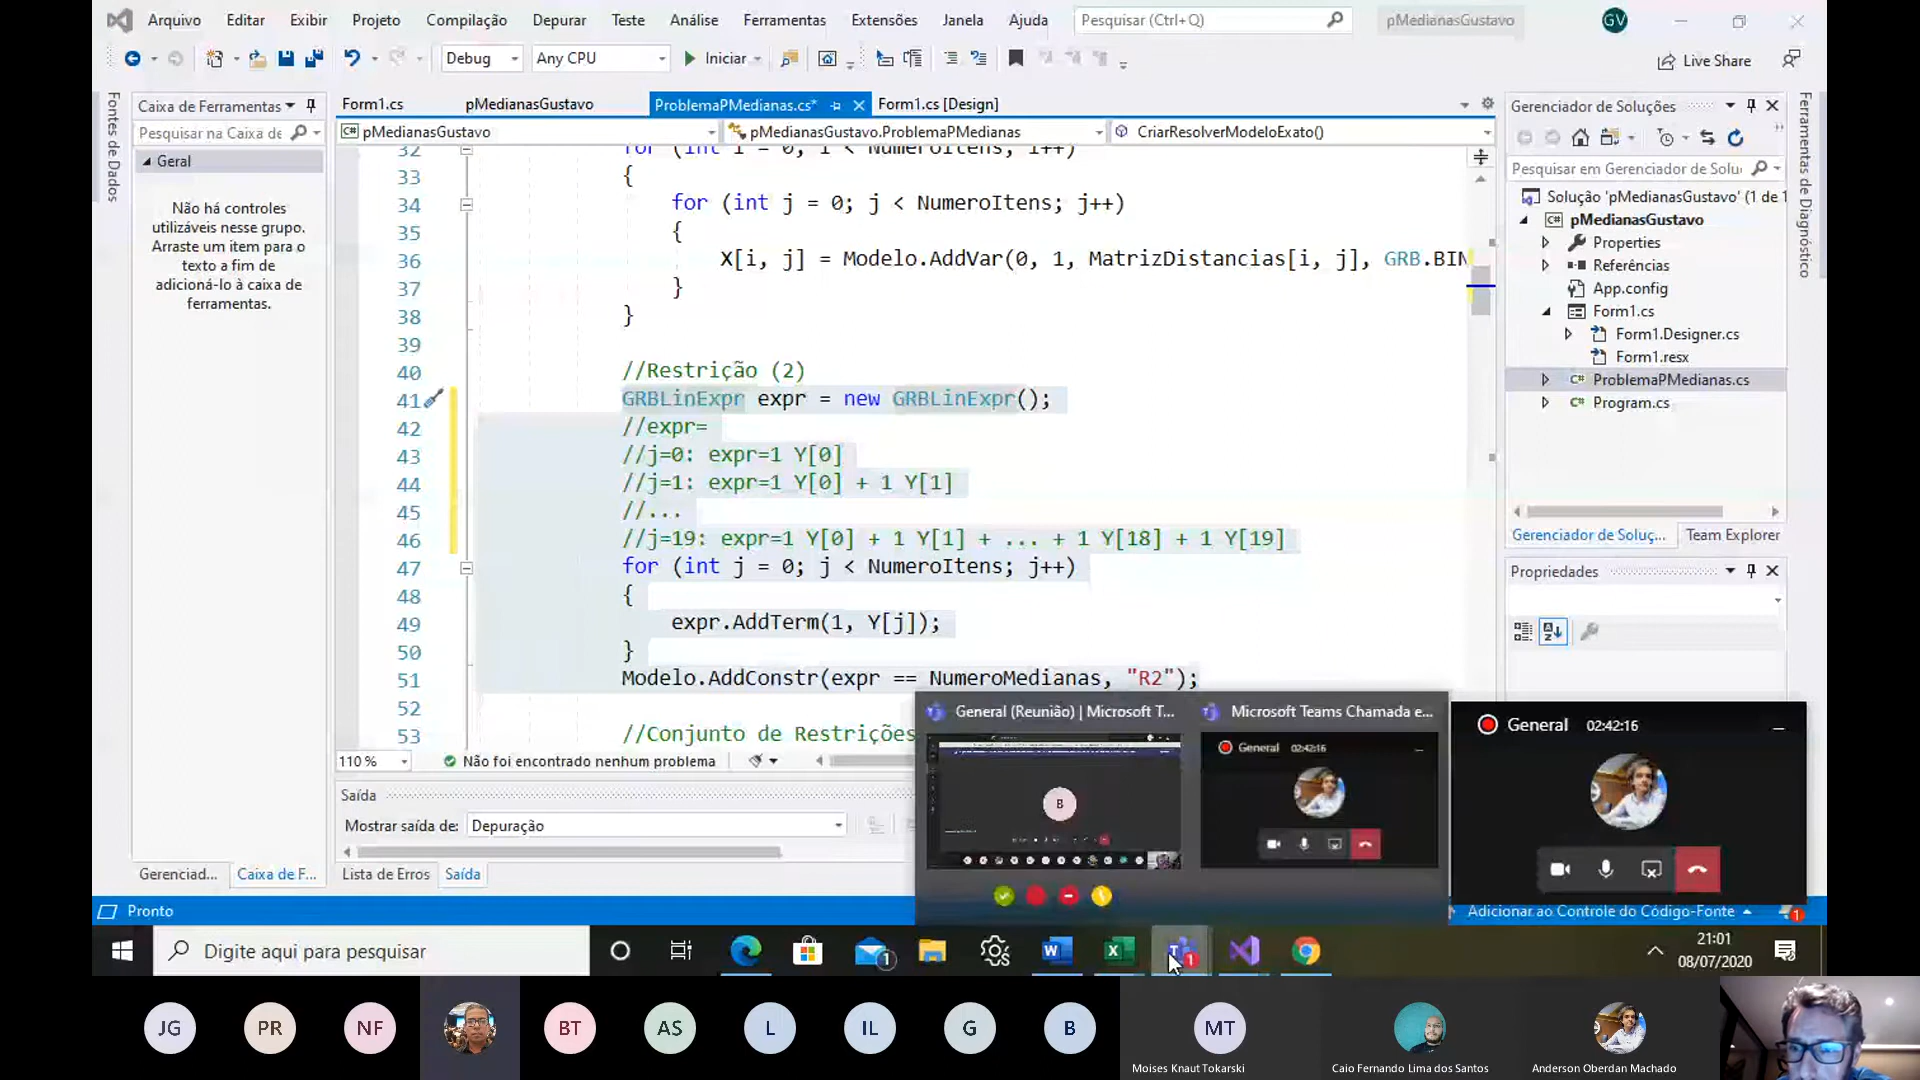 Arquivo Editar Exibir Projeto Compilação Depurar Teste Análise Ferramentas Extensões Janela Ajuda Pesquisar (Ctrl+Q) pMedianasGustavo GV
Debug Any CPU Iniciar Live Share
Fontes de Dados
Caixa de Ferramentas
Pesquisar na Caixa de
Geral
Não há controles
utilizáveis nesse grupo.
Arraste um item para o
texto a fim de
adicioná-lo à caixa de
ferramentas.
Gerenciad... Caixa de F...
Form1.cs pMedianasGustavo ProblemaPMedianas.cs* Form1.cs [Design]
pMedianasGustavo pMedianasGustavo.ProblemaPMedianas CriarResolverModeloExato()
32 for (int i = 0; i < NumeroItens; i++)
33 {
34 for (int j = 0; j < NumeroItens; j++)
35 {
36 X[i, j] = Modelo.AddVar(0, 1, MatrizDistancias[i, j], GRB.BIN
37 }
38 }
39
40 //Restrição (2)
41 GRBLinExpr expr = new GRBLinExpr();
42 //expr=
43 //j=0: expr=1 Y[0]
44 //j=1: expr=1 Y[0] + 1 Y[1]
45 //...
46 //j=19: expr=1 Y[0] + 1 Y[1] + ... + 1 Y[18] + 1 Y[19]
47 for (int j = 0; j < NumeroItens; j++)
48 {
49 expr.AddTerm(1, Y[j]);
50 }
51 Modelo.AddConstr(expr == NumeroMedianas, "R2");
52
53 //Conjunto de Restrições
110 % Não foi encontrado nenhum problema
Saída
Mostrar saída de: Depuração
Lista de Erros Saída
Gerenciador de Soluções
Pesquisar em Gerenciador de Solu
Solução 'pMedianasGustavo' (1 de 1
pMedianasGustavo
Properties
Referências
App.config
Form1.cs
Form1.Designer.cs
Form1.resx
ProblemaPMedianas.cs
Program.cs
Gerenciador de Soluç... Team Explorer
Propriedades
Ferramentas de Diagnóstico
General (Reunião) | Microsoft T...
B
Microsoft Teams Chamada e...
General 02:42:16
General 02:42:16
Pronto
Adicionar ao Controle do Código-Fonte 1
Digite aqui para pesquisar
1
1
21:01
08/07/2020
JG PR NF BT AS L IL G B MT
Moises Knaut Tokarski Caio Fernando Lima dos Santos Anderson Oberdan Machado